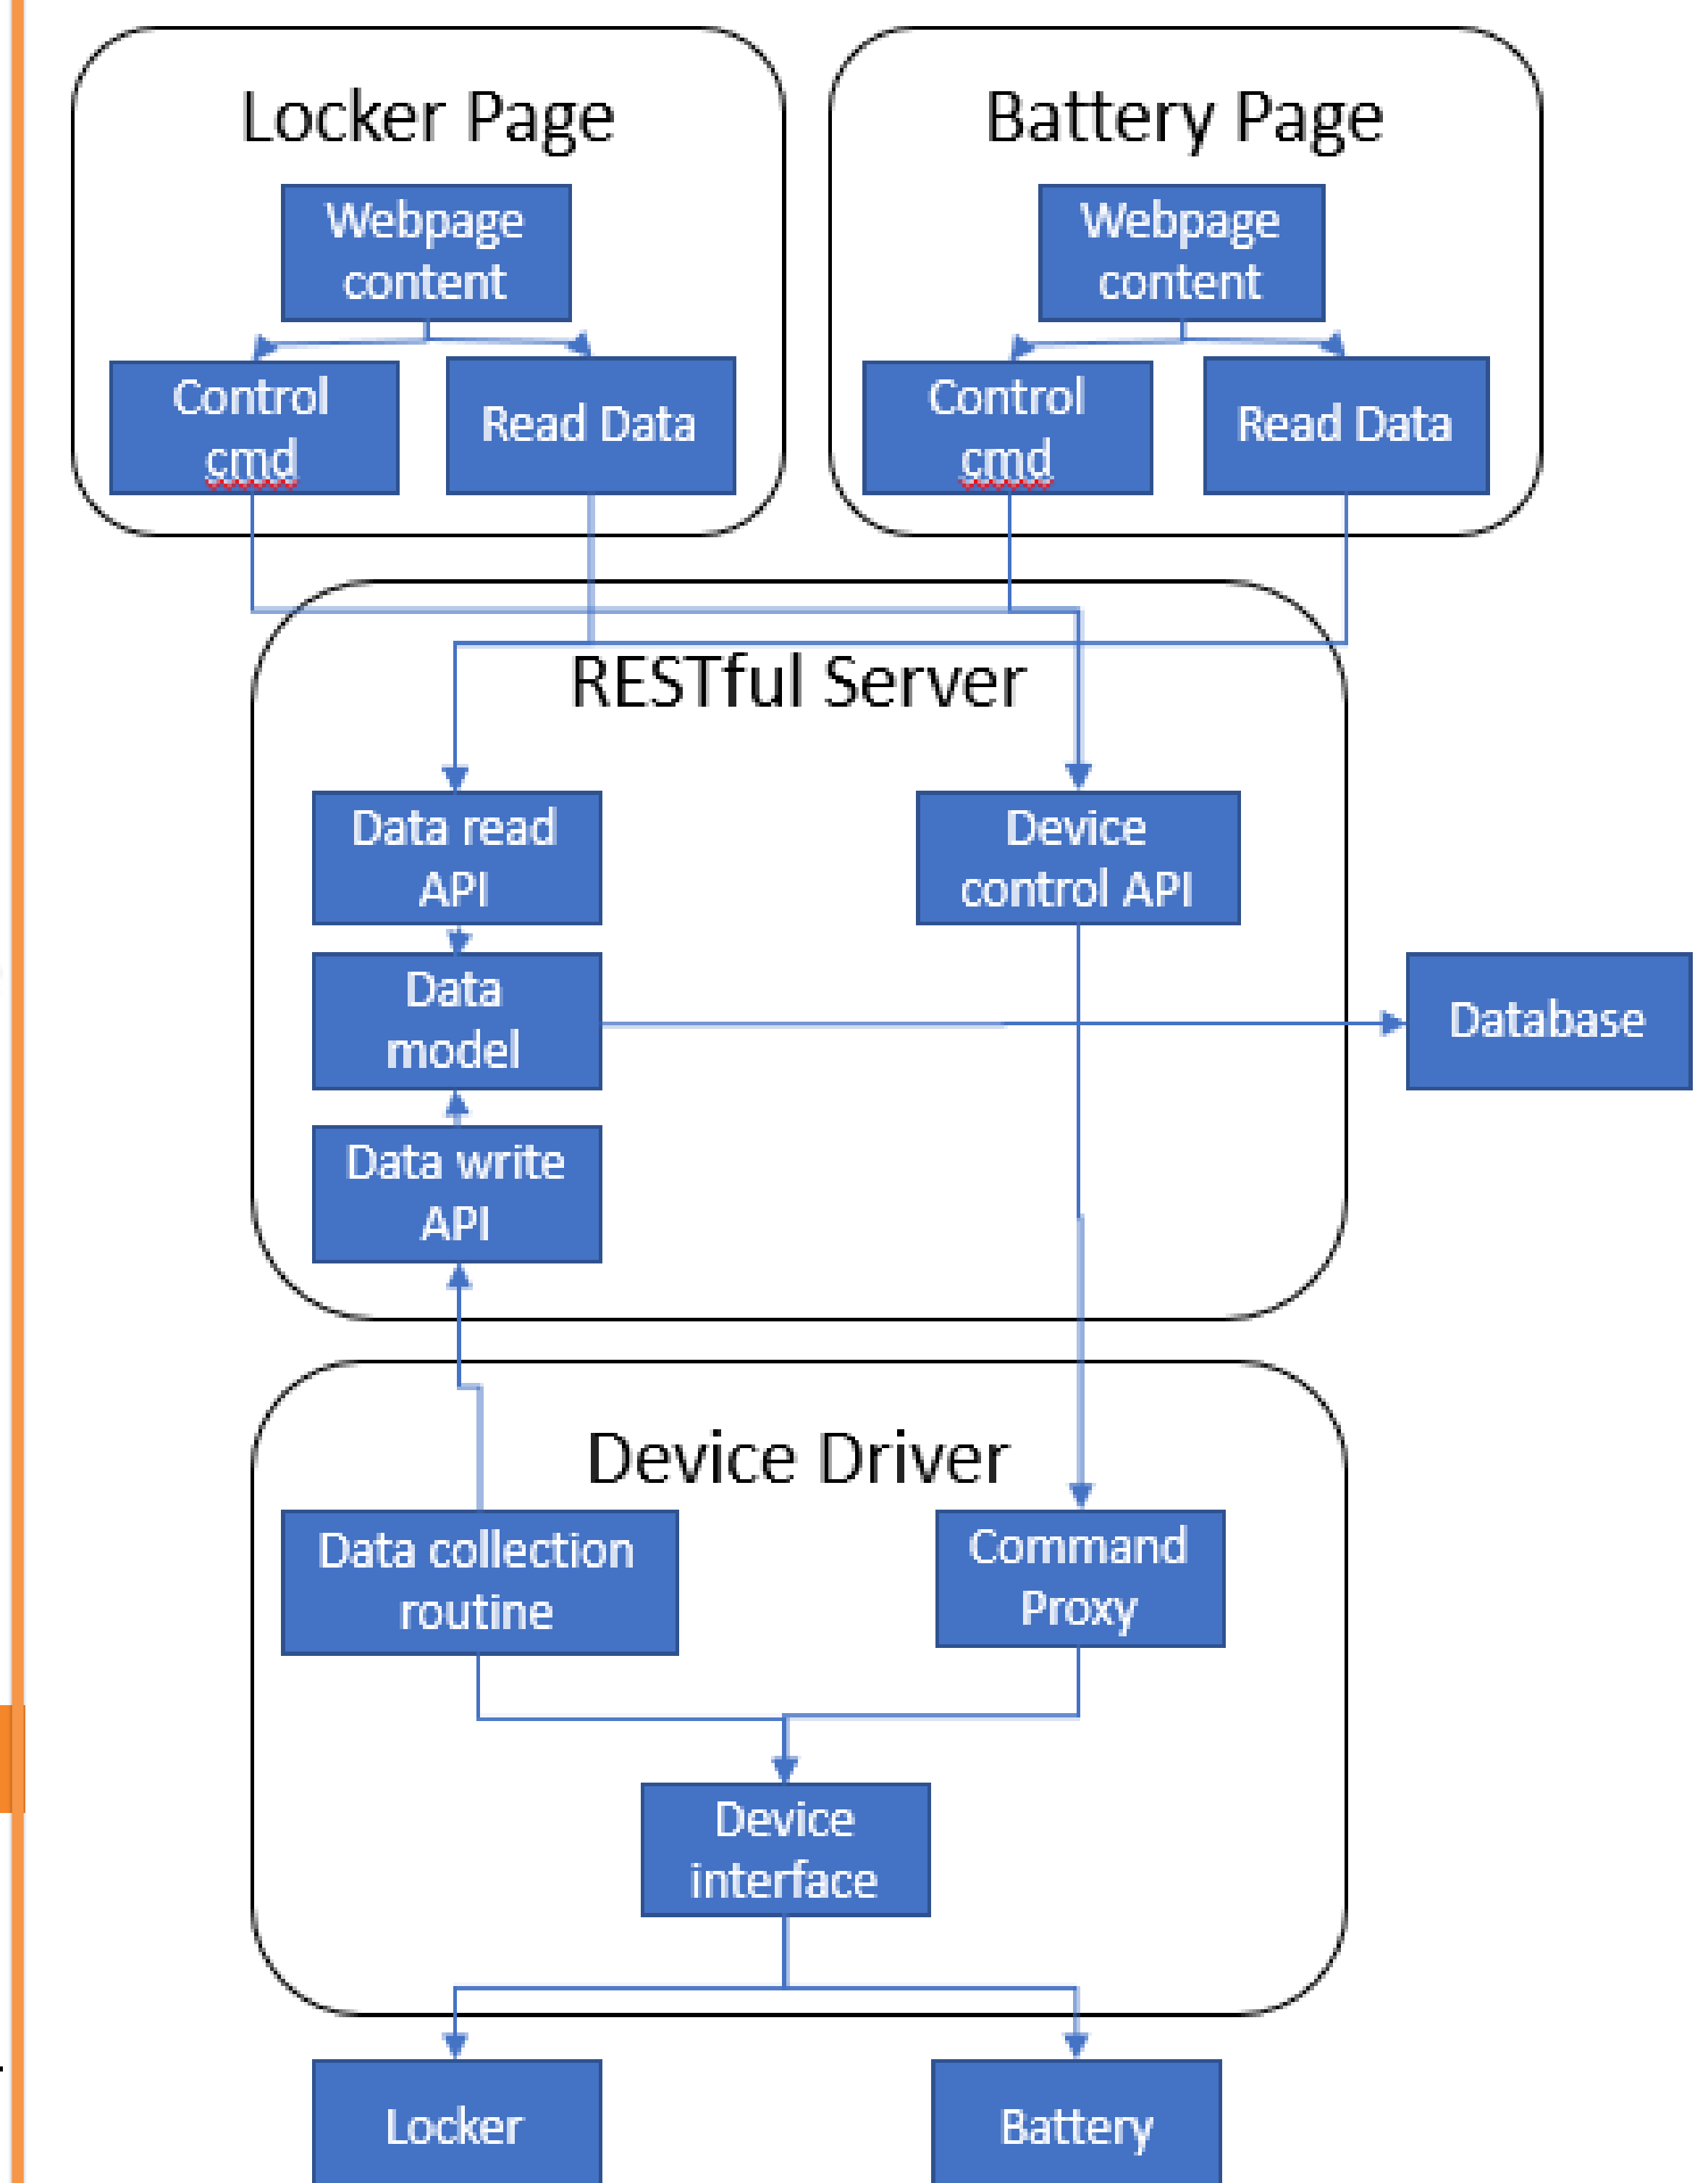 Locker Page
Webpage
content
Control
cmd
Read Data
Battery Page
Webpage
content
Control
cmd
Read Data
RESTful Server
Data read
API
Device
control API
Data
model
Database
Data write
API
Device Driver
Data collection
routine
Command
Proxy
Device
interface
Locker
Battery